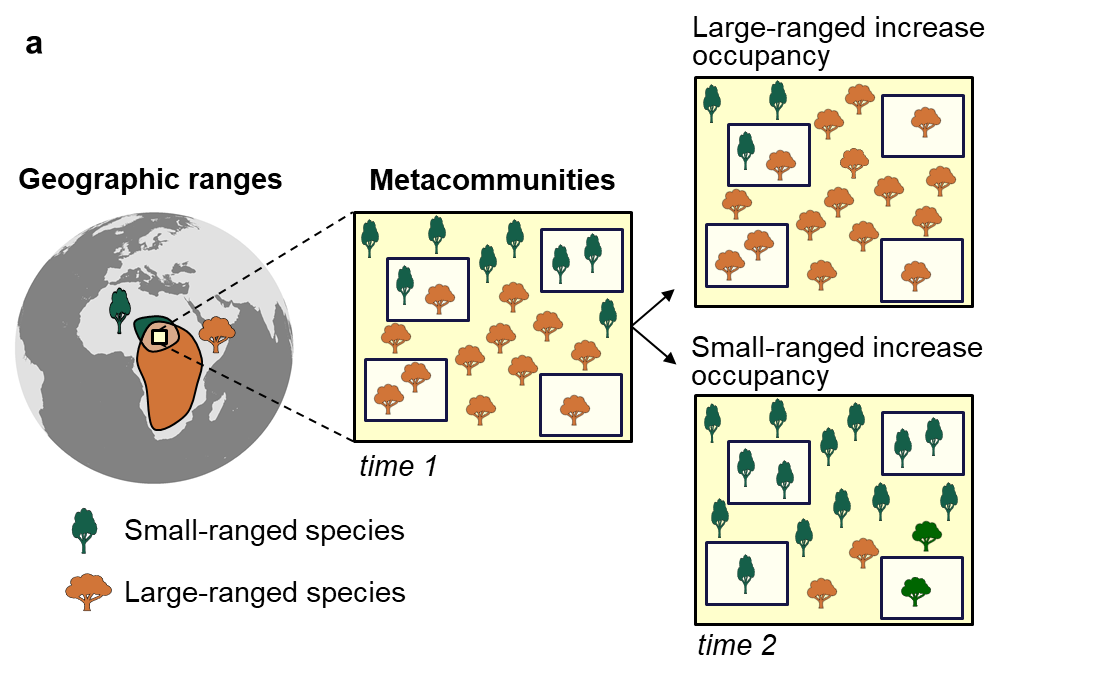 a
Large-ranged increase
occupancy
Geographic ranges
Metacommunities
time 1
Small-ranged increase
occupancy
Small-ranged species
Large-ranged species
time 2